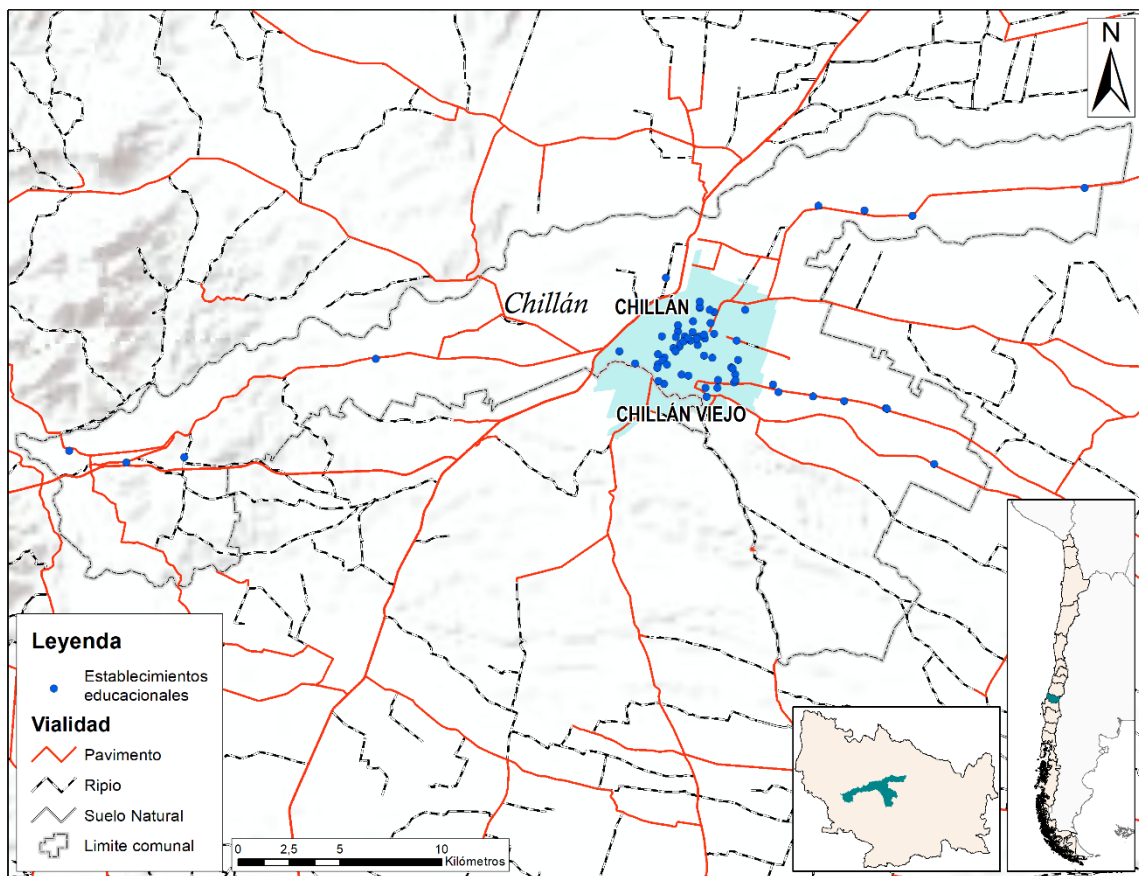 N
Chillán
CHILLÁN
CHILLÁN VIEJO
Leyenda
Establecimientos
educacionales
Vialidad
Pavimento
Ripio
Suelo Natural
Limite comunal
0 2,5 5 10
Kilómetros